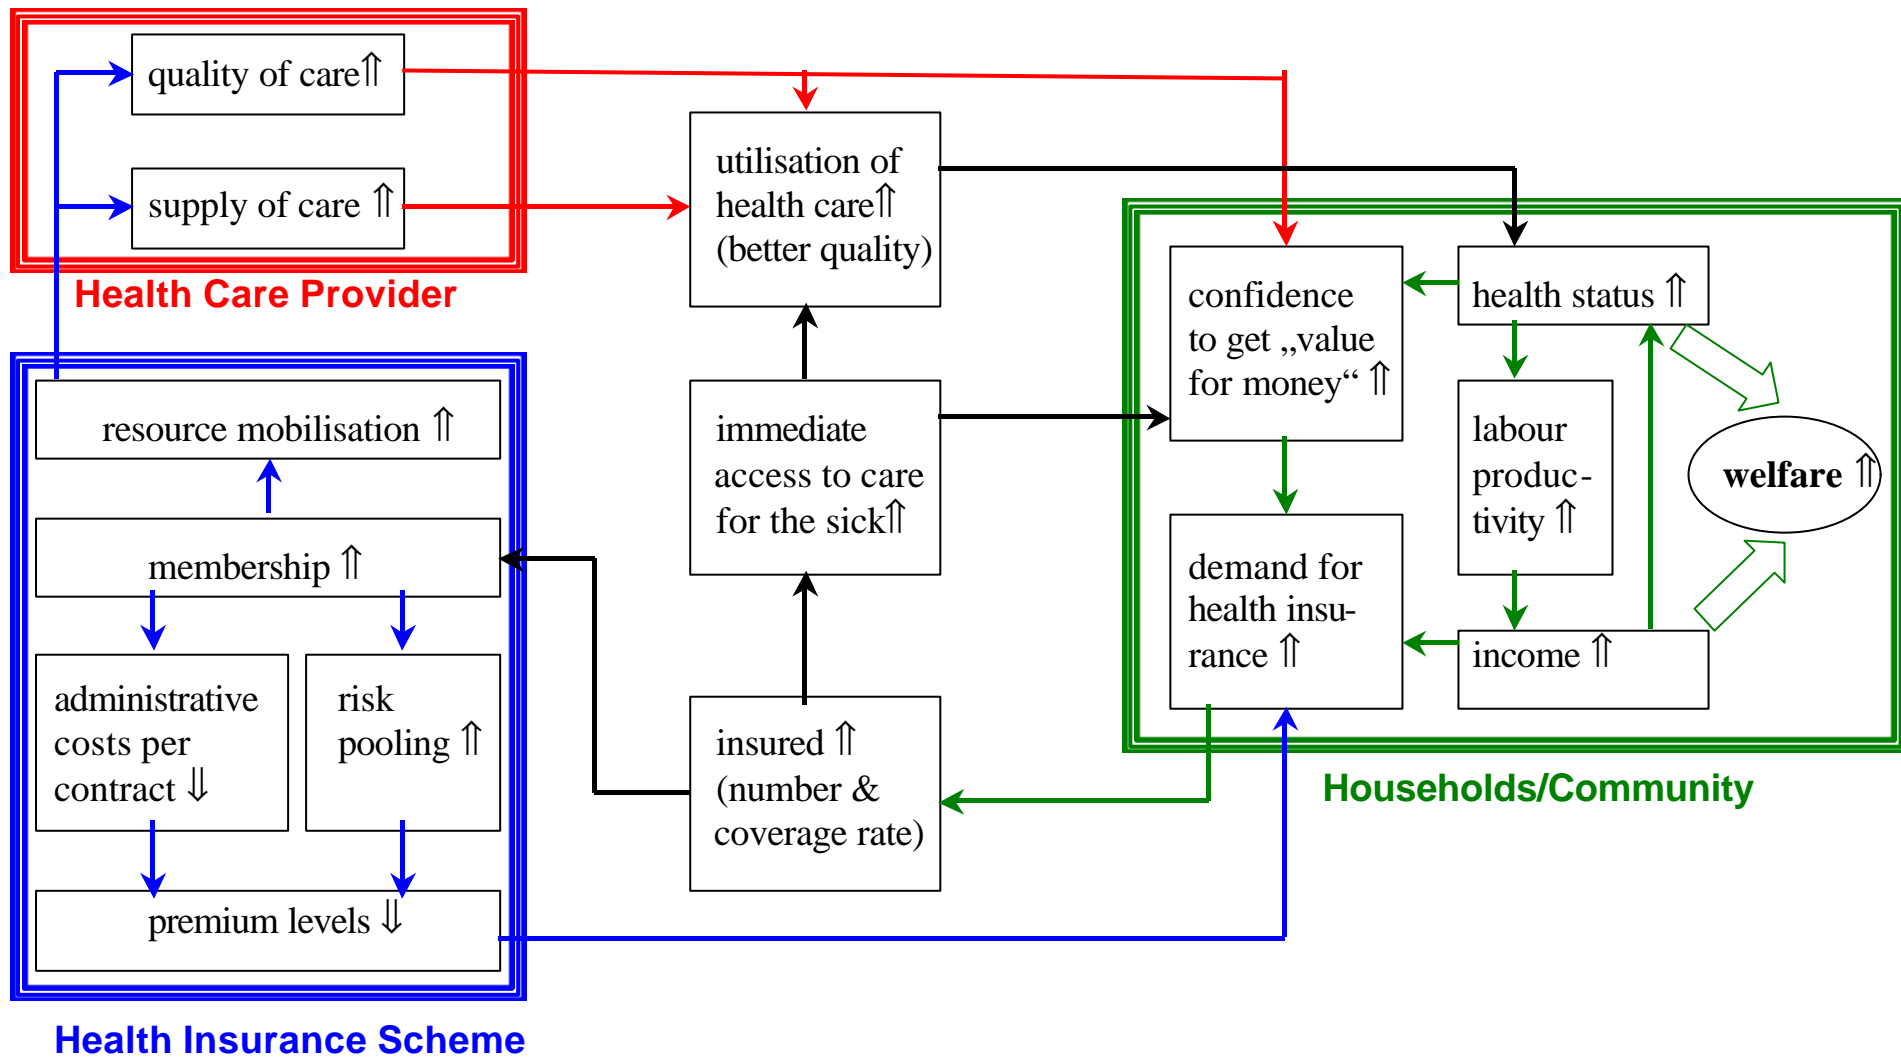 quality of care⇑
supply of care ⇑
Health Care Provider
resource mobilisation ⇑
membership ⇑
administrative
costs per
contract ⇓
risk
pooling ⇑
premium levels ⇓
Health Insurance Scheme
utilisation of
health care⇑
(better quality)
immediate
access to care
for the sick⇑
insured ⇑
(number &
coverage rate)
confidence
to get „value
for money“ ⇑
demand for
health insu-
rance ⇑
health status ⇑
labour
produc-
tivity ⇑
income ⇑
welfare ⇑
Households/Community